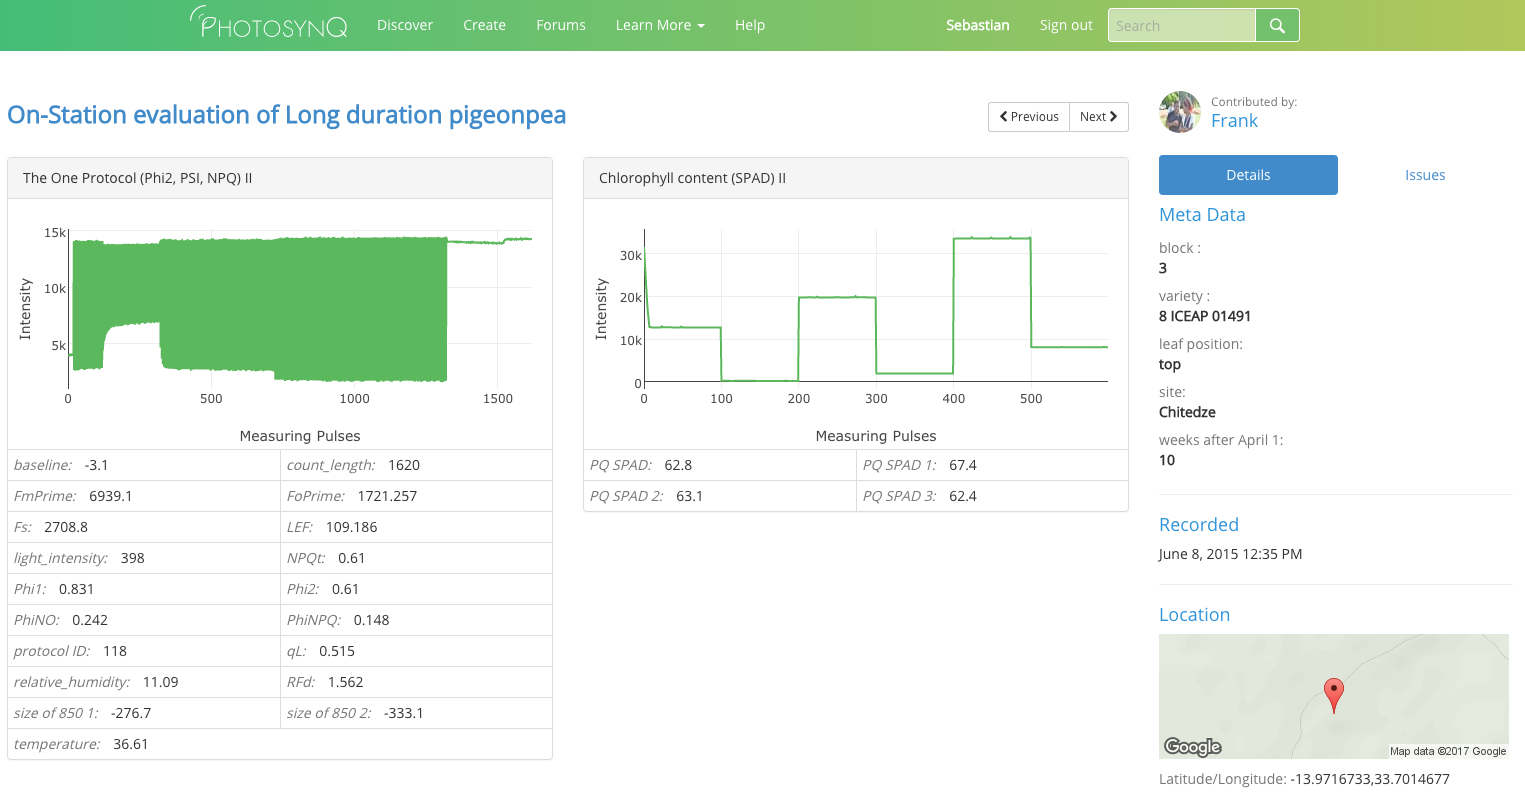 PHOTOSYNQ Discover Create Forums Learn More Help Sebastian Sign out Search
On-Station evaluation of Long duration pigeonpea
Previous Next
The One Protocol (Phi2, PSI, NPQ) II
15k
10k
5k
Intensity
0 500 1000 1500
Measuring Pulses
baseline: -3.1 count_length: 1620
FmPrime: 6939.1 FoPrime: 1721.257
Fs: 2708.8 LEF: 109.186
light_intensity: 398 NPQt: 0.61
Phi1: 0.831 Phi2: 0.61
PhiNO: 0.242 PhiNPQ: 0.148
protocol ID: 118 qL: 0.515
relative_humidity: 11.09 RFd: 1.562
size of 850 1: -276.7 size of 850 2: -333.1
temperature: 36.61
Chlorophyll content (SPAD) II
30k
20k
10k
0
Intensity
0 100 200 300 400 500
Measuring Pulses
PQ SPAD: 62.8 PQ SPAD 1: 67.4
PQ SPAD 2: 63.1 PQ SPAD 3: 62.4
Contributed by:
Frank
Details Issues
Meta Data
block :
3
variety :
8 ICEAP 01491
leaf position:
top
site:
Chitedze
weeks after April 1:
10
Recorded
June 8, 2015 12:35 PM
Location
Google Map data ©2017 Google
Latitude/Longitude: -13.9716733,33.7014677